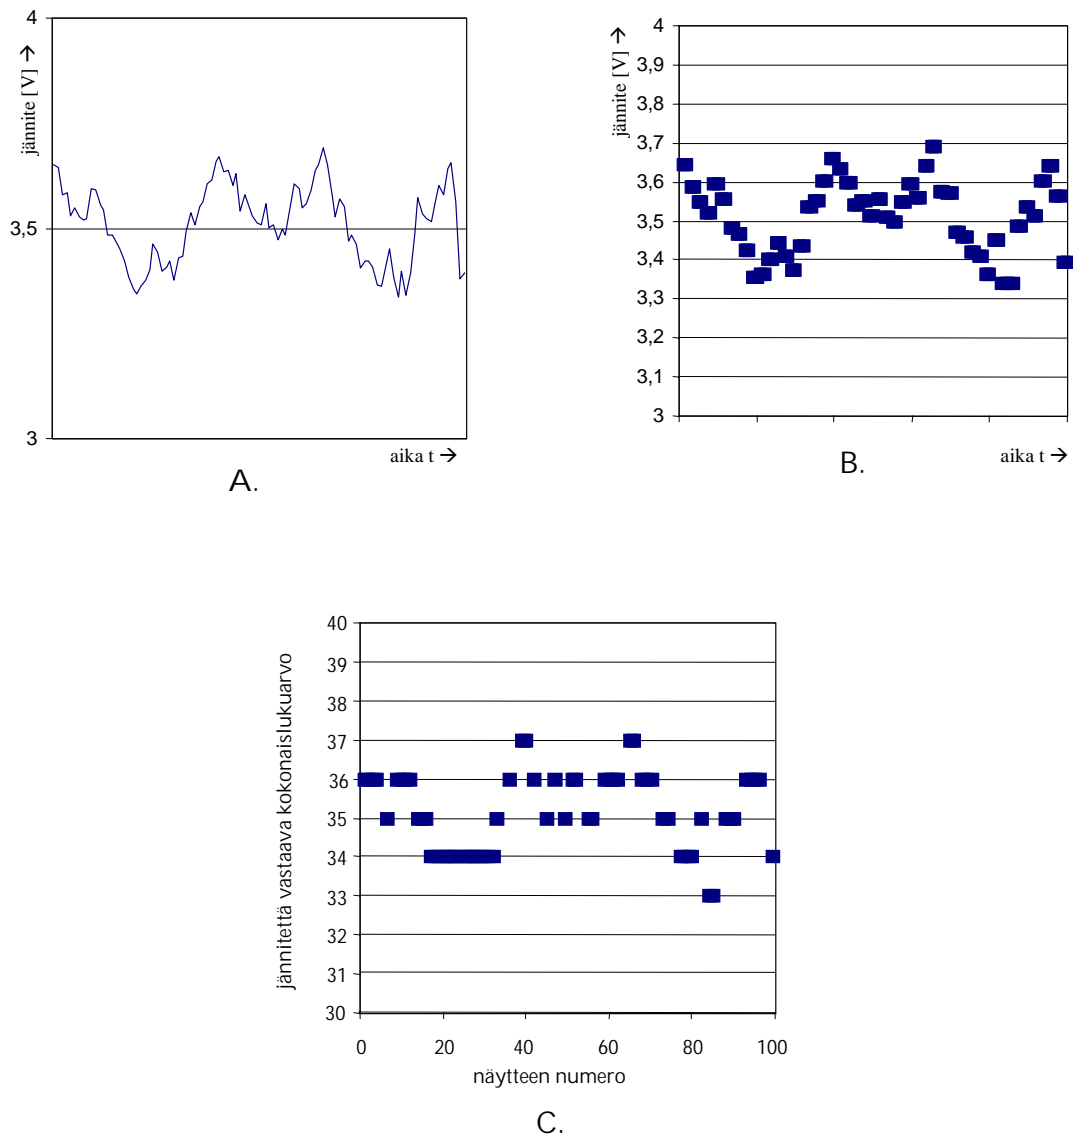 4
jännite [V] →
3,5
3
aika t →
A.
4
jännite [V] →
3,9
3,8
3,7
3,6
3,5
3,4
3,3
3,2
3,1
3
aika t →
B.
40
39
38
37
36
35
34
33
32
31
30
jännitettä vastaava kokonaislukuarvo
0 20 40 60 80 100
näytteen numero
C.